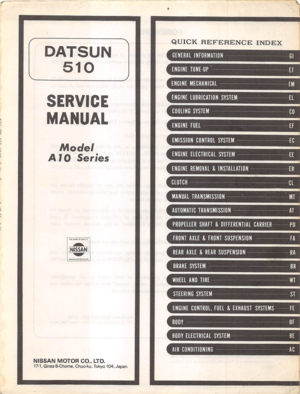 DATSUN
510
SERVICE
MANUAL
Model
A10 Series
NISSAN
NISSAN MOTOR CO., LTD.
17-1, Ginza 6-Chome, Chuo-ku, Tokyo 104, Japan
QUICK REFERENCE INDEX
GENERAL INFORMATION GI
ENGINE TUNE-UP ET
ENGINE MECHANICAL EM
ENGINE LUBRICATION SYSTEM EL
COOLING SYSTEM CO
ENGINE FUEL EF
EMISSION CONTROL SYSTEM EC
ENGINE ELECTRICAL SYSTEM EE
ENGINE REMOVAL & INSTALLATION ER
CLUTCH CL
MANUAL TRANSMISSION MT
AUTOMATIC TRANSMISSION AT
PROPELLER SHAFT & DIFFERENTIAL CARRIER PD
FRONT AXLE & FRONT SUSPENSION FA
REAR AXLE & REAR SUSPENSION RA
BRAKE SYSTEM BR
WHEEL AND TIRE WT
STEERING SYSTEM ST
ENGINE CONTROL, FUEL & EXHAUST SYSTEMS FE
BODY BF
BODY ELECTRICAL SYSTEM BE
AIR CONDITIONING AC